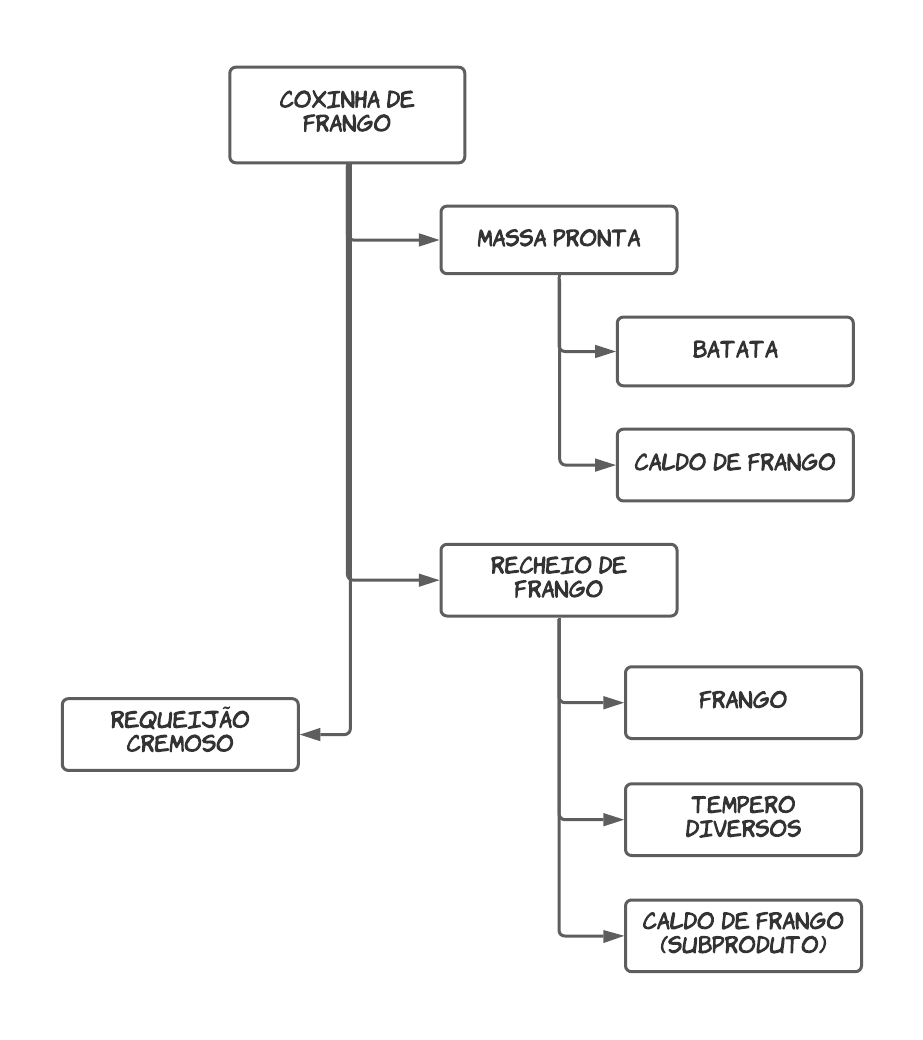 COXINHA DE
FRANGO
MASSA PRONTA
BATATA
CALDO DE FRANGO
RECHEIO DE
FRANGO
FRANGO
REQUEIJÃO
CREMOSO
TEMPERO
DIVERSOS
CALDO DE FRANGO
(SUBPRODUTO)